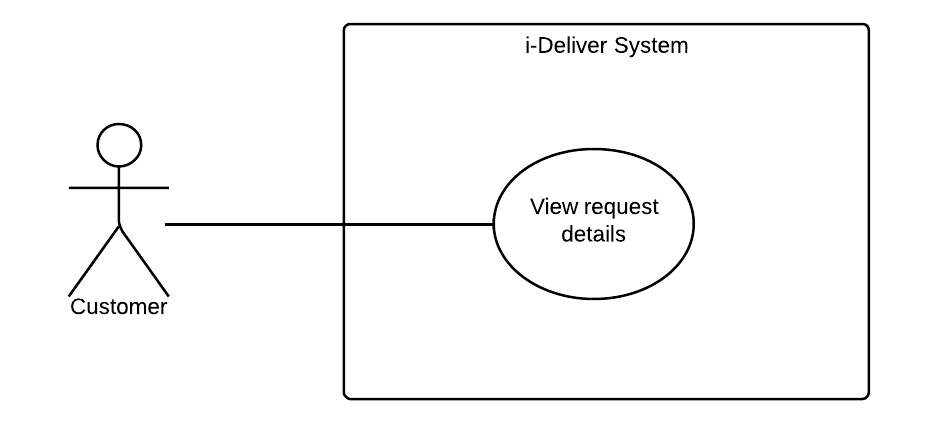 i-Deliver System
View request
details
Customer